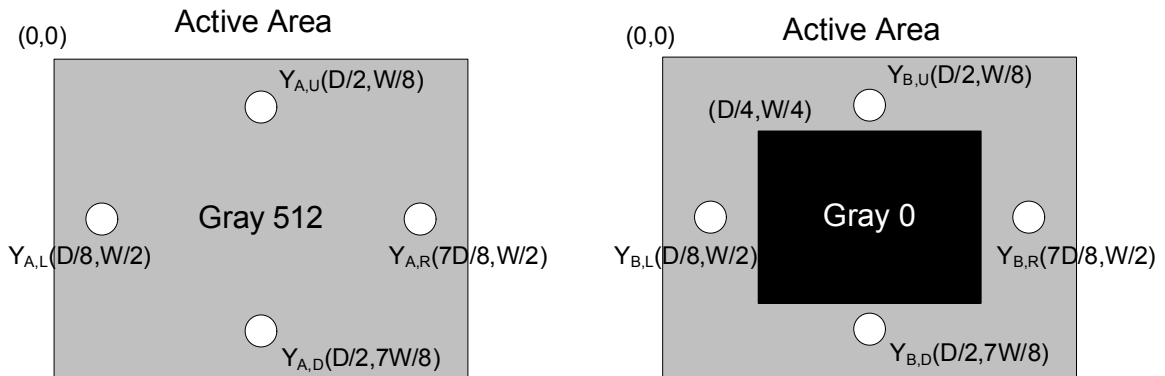 Active Area
(0,0)
Y_A,U(D/2,W/8)
Gray 512
Y_A,L(D/8,W/2)
Y_A,R(7D/8,W/2)
Y_A,D(D/2,7W/8)
Active Area
(0,0)
Y_B,U(D/2,W/8)
(D/4,W/4)
Gray 0
Y_B,L(D/8,W/2)
Y_B,R(7D/8,W/2)
Y_B,D(D/2,7W/8)